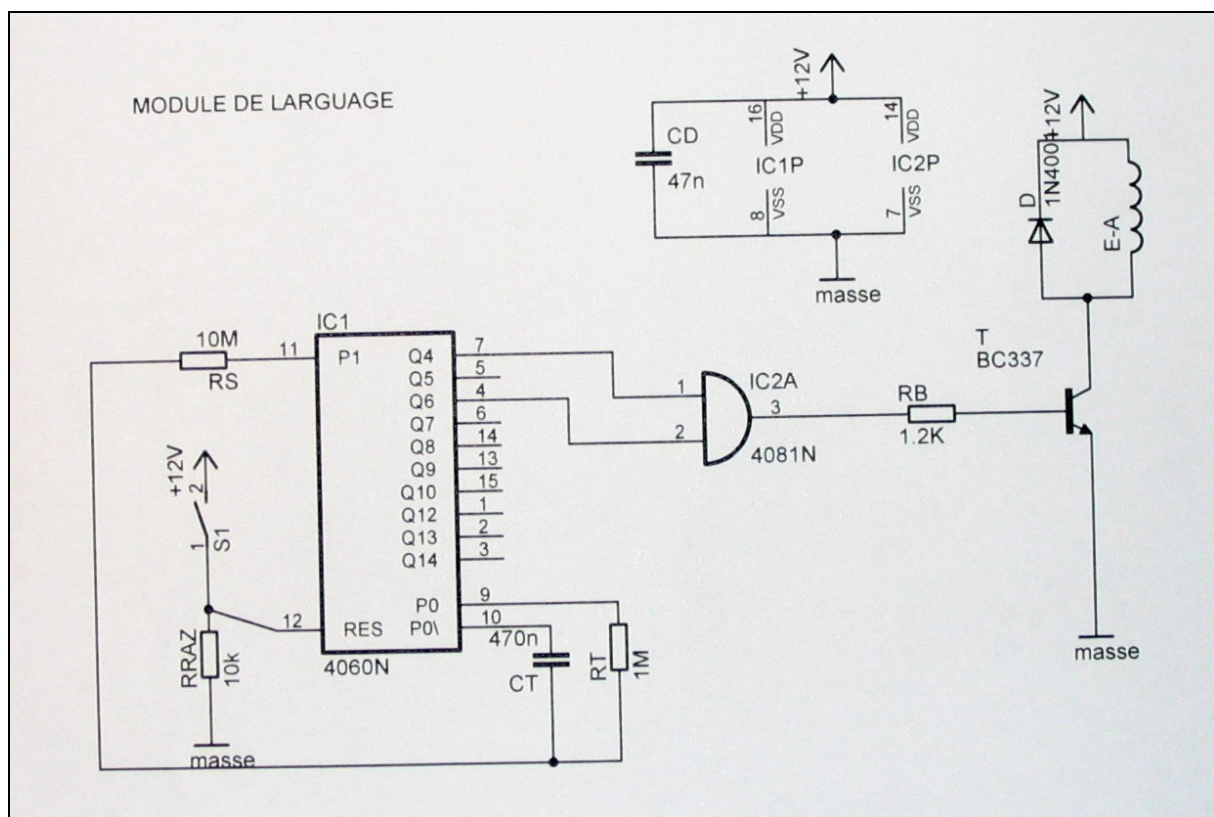 MODULE DE LARGUAGE
+12V
CD
47n
16
VDD
IC1P
8
VSS
14
VDD
IC2P
7
VSS
masse
+12V
D
1N4001
E-A
T
BC337
10M
RS
11
IC1
P1
Q4
7
Q5
5
Q6
4
Q7
6
Q8
14
Q9
13
Q10
15
Q12
1
Q13
2
Q14
3
P0
9
P0\
10
RES
12
4060N
+12V
2
1
S1
RRAZ
10k
masse
470n
CT
RT
1M
1
2
3
IC2A
4081N
RB
1.2K
masse